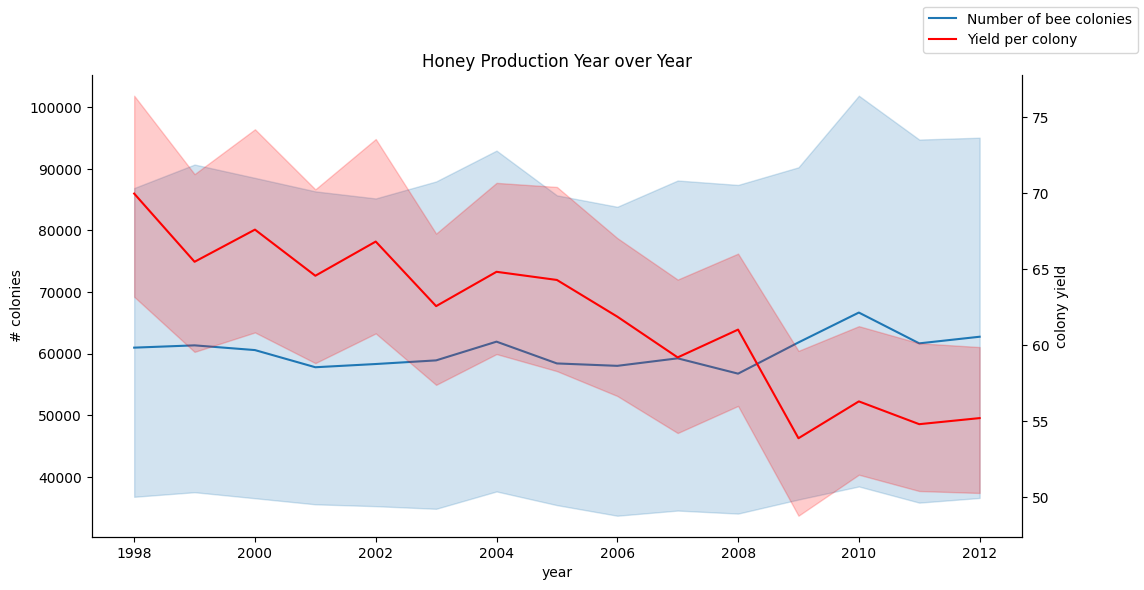 Number of bee colonies
Yield per colony
Honey Production Year over Year
# colonies
100000
90000
80000
70000
60000
50000
40000
75
70
65
60
55
50
colony yield
1998 2000 2002 2004 2006 2008 2010 2012
year